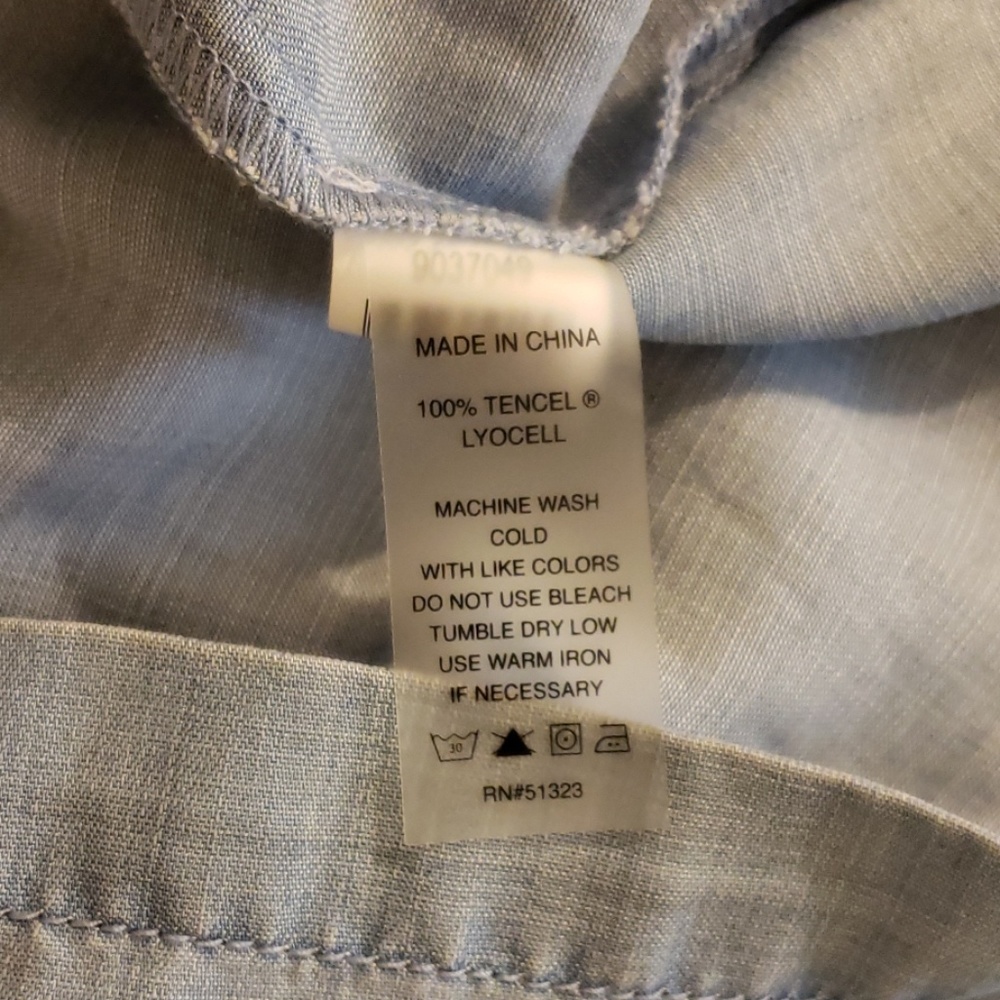 9037049
MADE IN CHINA
100% TENCEL ®
LYOCELL
MACHINE WASH
COLD
WITH LIKE COLORS
DO NOT USE BLEACH
TUMBLE DRY LOW
USE WARM IRON
IF NECESSARY
30
RN#51323